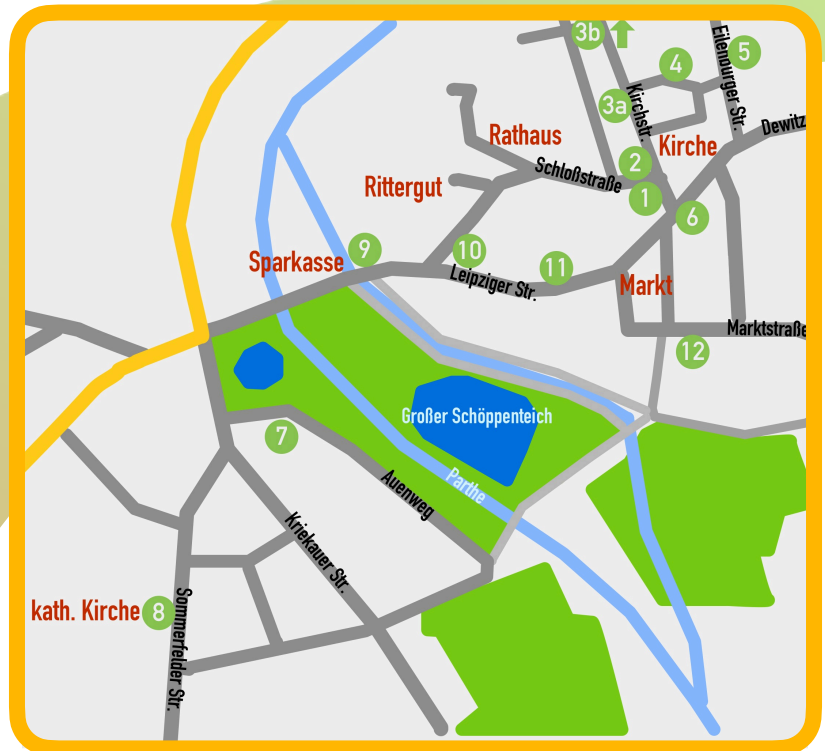 3b
4
5
Eilenburger Str.
3a
Kirchstr.
Dewitz
Rathaus
Kirche
2
Schloßstraße
Rittergut
1
6
9
10
Sparkasse
11
Leipziger Str.
Markt
Marktstraße
12
Großer Schöppenteich
7
Parthe
Auenweg
Kriekauer Str.
kath. Kirche
8
Sommerfelder Str.